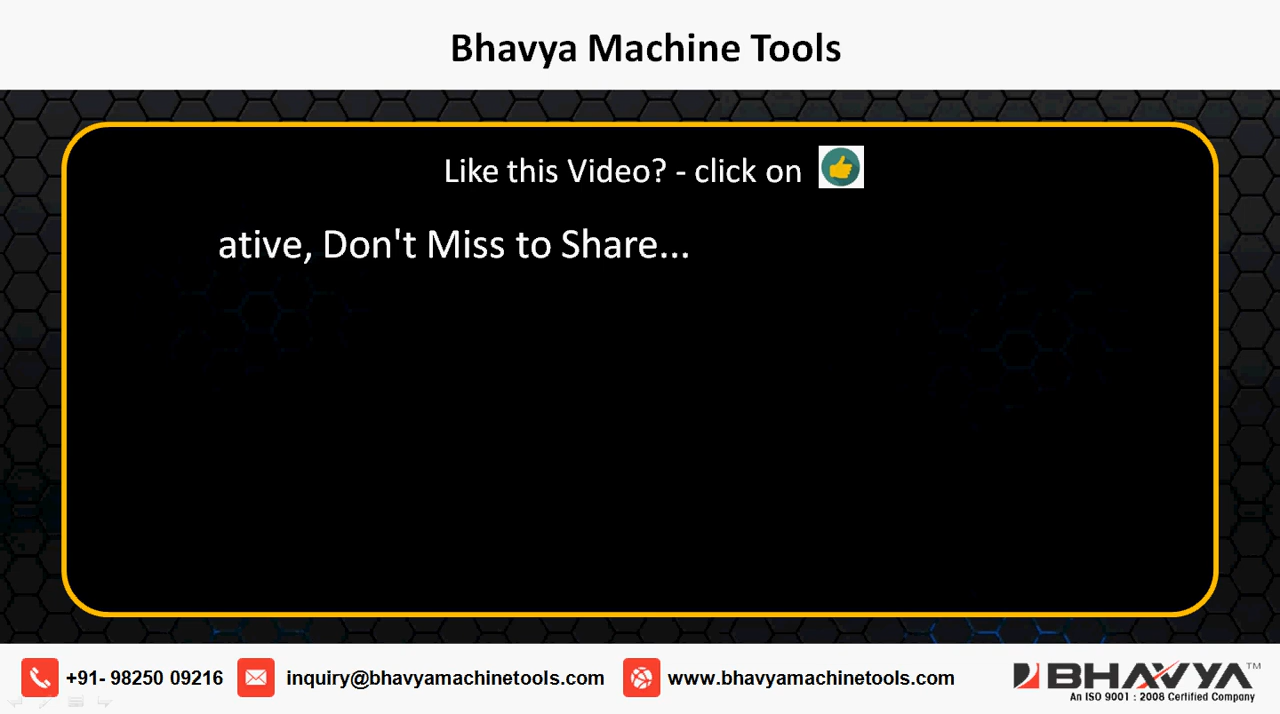 Bhavya Machine Tools
Like this Video? - click on
ative, Don't Miss to Share...
+91- 98250 09216 inquiry@bhavyamachinetools.com www.bhavyamachinetools.com BHAVYA™
An ISO 9001 : 2008 Certified Company